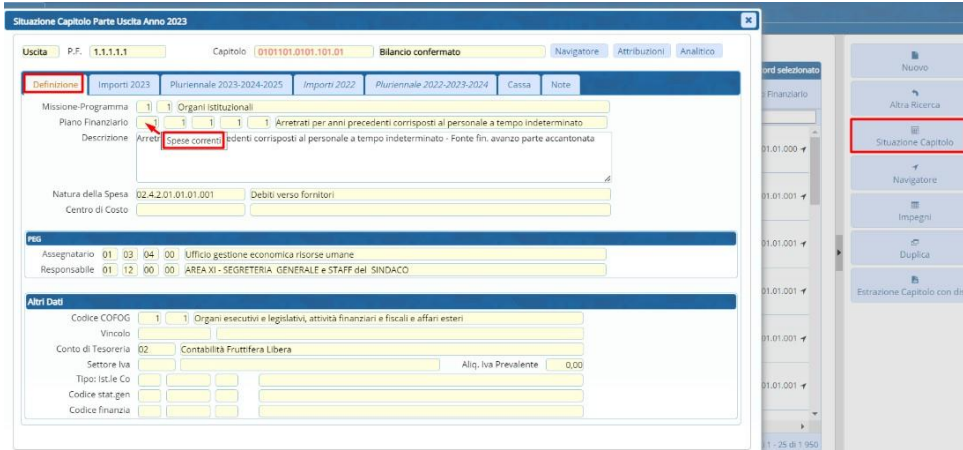 Situazione Capitolo Parte Uscita Anno 2023
Uscita P.F. 1.1.1.1.1 Capitolo 0101101.0101.101.01 Bilancio confermato Navigatore Attribuzioni Analitico
Definizione Importi 2023 Pluriennale 2023-2024-2025 Importi 2022 Pluriennale 2022-2023-2024 Cassa Note
Missione-Programma 1 1 Organi istituzionali
Piano Finanziario 1 1 1 1 1 Arretrati per anni precedenti corrisposti al personale a tempo indeterminato
Descrizione Spese correnti corrisposti al personale a tempo indeterminato - Fonte fin. avanzo parte accantonata
Natura della Spesa 02.4.2.01.01.01.001 Debiti verso fornitori
Centro di Costo
PEG
Assegnatario 01 03 04 00 Ufficio gestione economica risorse umane
Responsabile 01 12 00 00 AREA XI - SEGRETERIA GENERALE e STAFF del SINDACO
Altri Dati
Codice COFOG 1 1 Organi esecutivi e legislativi, attività finanziari e fiscali e affari esteri
Vincolo
Conto di Tesoreria 02 Contabilità Fruttifera Libera
Settore Iva Aliq. Iva Prevalente 0,00
Tipo: Ist.le Co
Codice stat.gen
Codice finanzia
ord selezionato
Finanziario
01.01.000
01.01.001
01.01.001
01.01.001
01.01.001
01.01.001
1 - 25 di 1 950
Nuovo
Altra Ricerca
Situazione Capitolo
Navigatore
Impegni
Duplica
Estrazione Capitolo con di